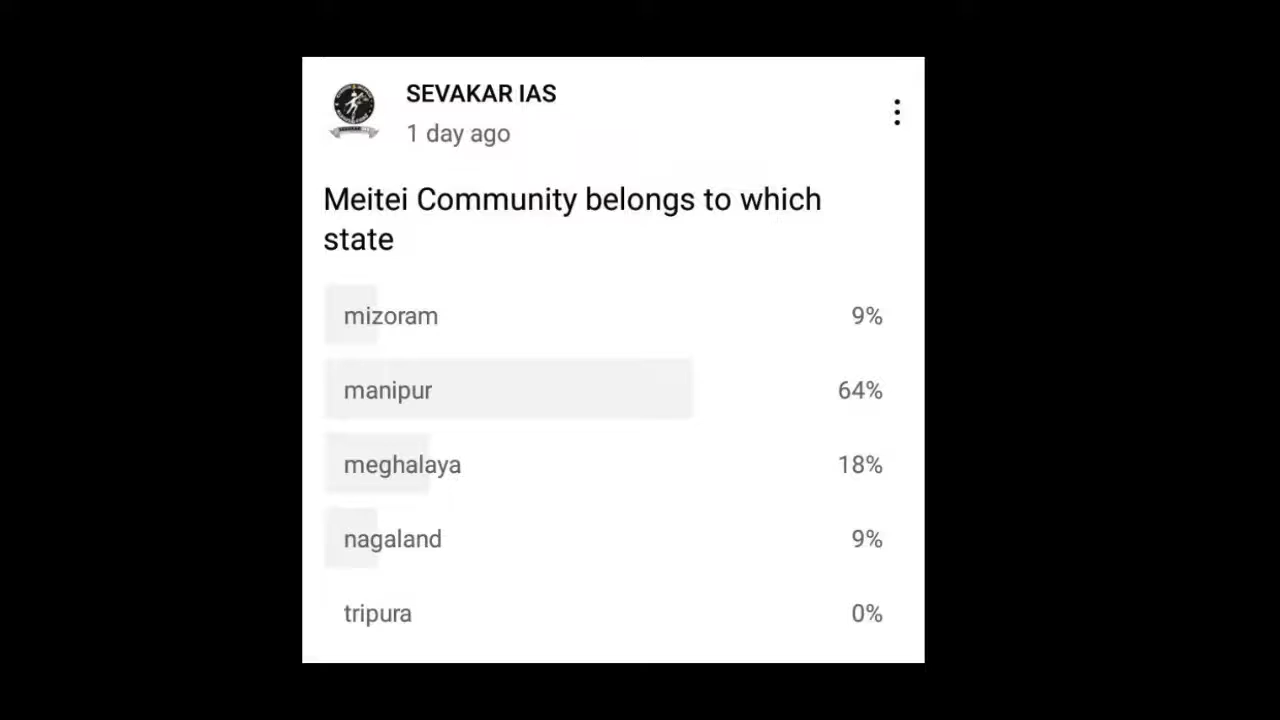 SEVAKAR IAS
1 day ago
Meitei Community belongs to which
state
mizoram 9%
manipur 64%
meghalaya 18%
nagaland 9%
tripura 0%